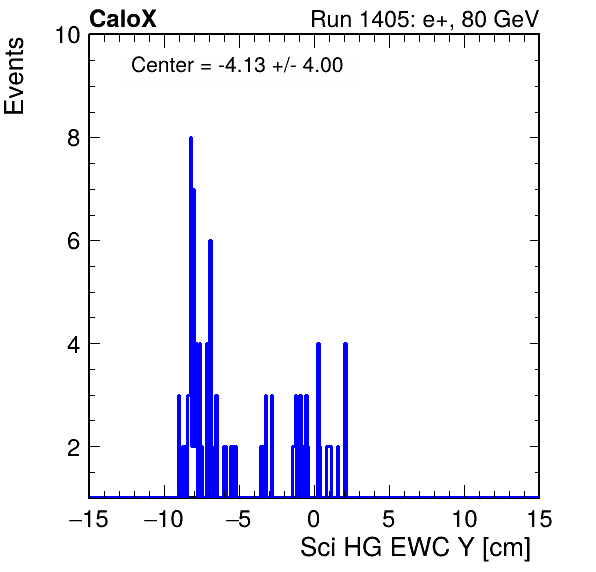 CaloX Run 1405: e+, 80 GeV
Center = -4.13 +/- 4.00
Events
10
8
6
4
2
−15 −10 −5 0 5 10 15
Sci HG EWC Y [cm]